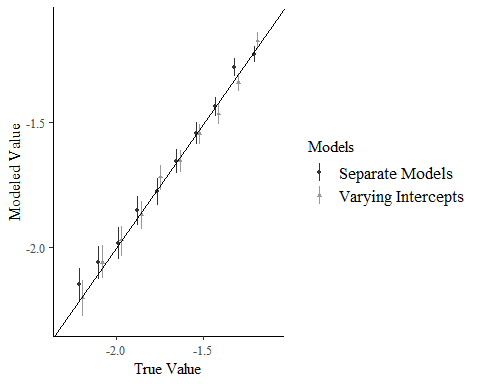 Modeled Value
-1.5
-2.0
-2.0
-1.5
True Value
Models
Separate Models
Varying Intercepts